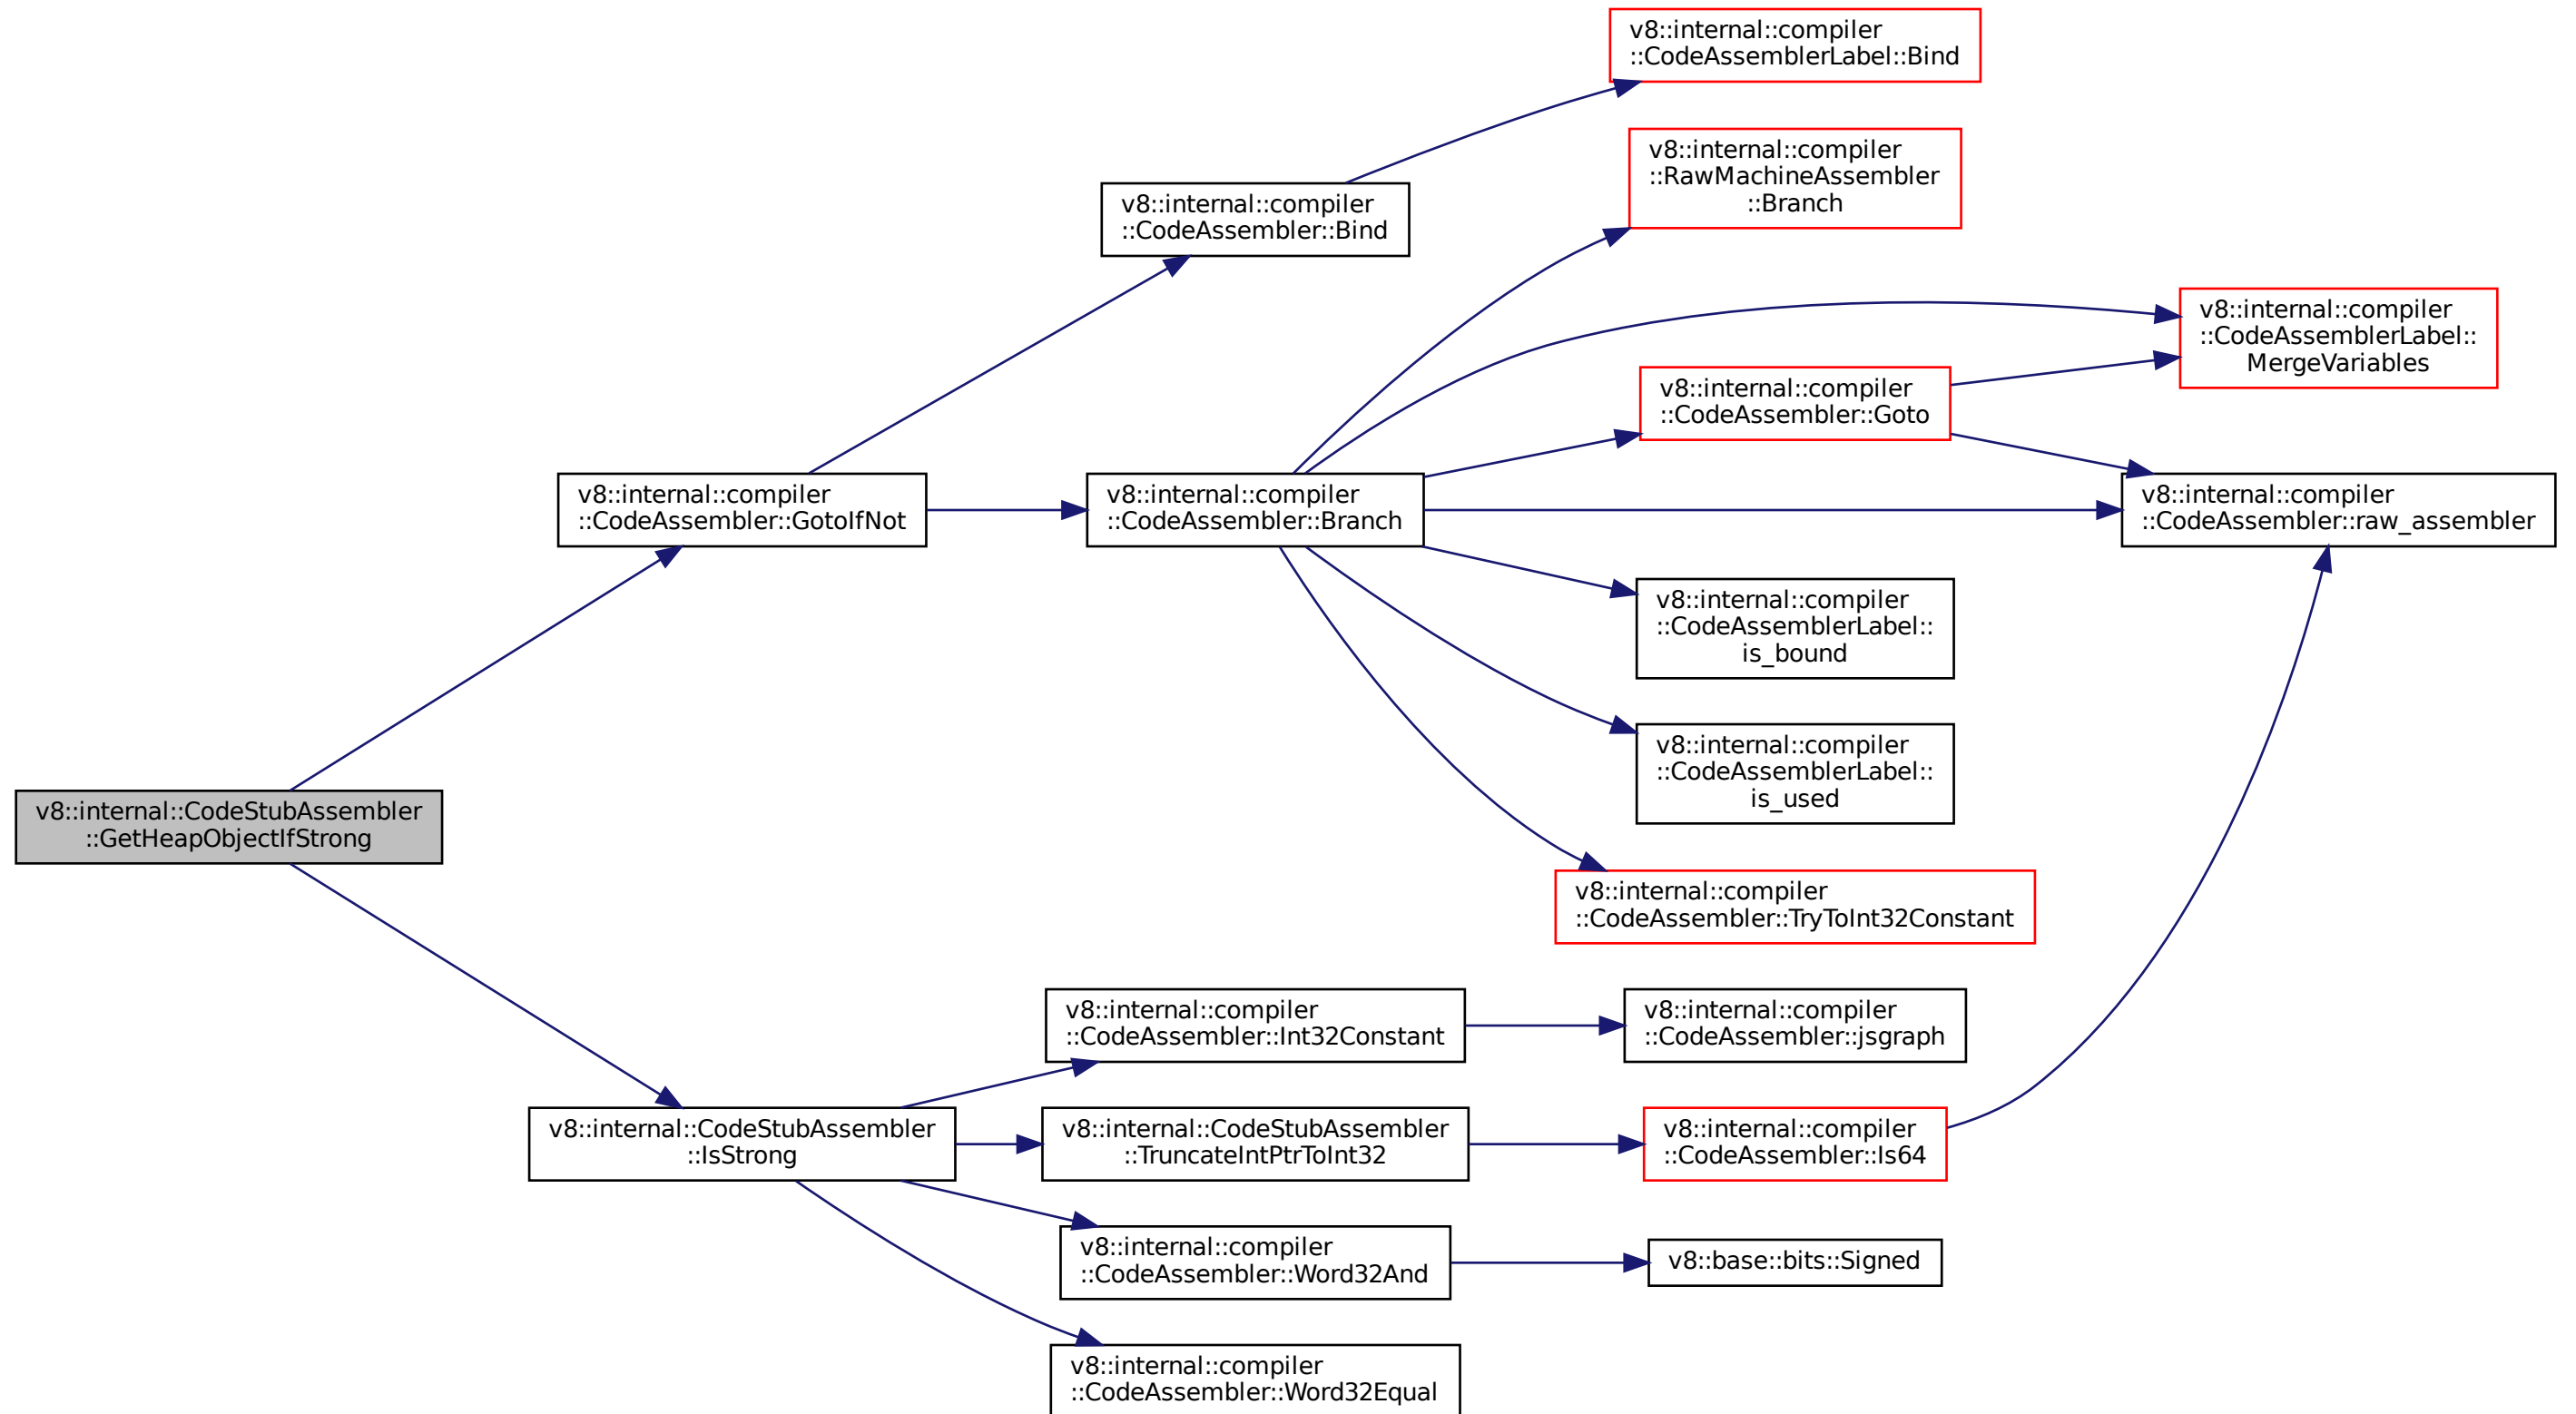 v8::internal::compiler
::CodeAssemblerLabel::Bind
v8::internal::compiler
::RawMachineAssembler
::Branch
v8::internal::compiler
::CodeAssembler::Bind
v8::internal::compiler
::CodeAssemblerLabel::
MergeVariables
v8::internal::compiler
::CodeAssembler::Goto
v8::internal::compiler
::CodeAssembler::GotoIfNot
v8::internal::compiler
::CodeAssembler::Branch
v8::internal::compiler
::CodeAssembler::raw_assembler
v8::internal::compiler
::CodeAssemblerLabel::
is_bound
v8::internal::compiler
::CodeAssemblerLabel::
is_used
v8::internal::CodeStubAssembler
::GetHeapObjectIfStrong
v8::internal::compiler
::CodeAssembler::TryToInt32Constant
v8::internal::compiler
::CodeAssembler::Int32Constant
v8::internal::compiler
::CodeAssembler::jsgraph
v8::internal::CodeStubAssembler
::IsStrong
v8::internal::CodeStubAssembler
::TruncateIntPtrToInt32
v8::internal::compiler
::CodeAssembler::Is64
v8::internal::compiler
::CodeAssembler::Word32And
v8::base::bits::Signed
v8::internal::compiler
::CodeAssembler::Word32Equal